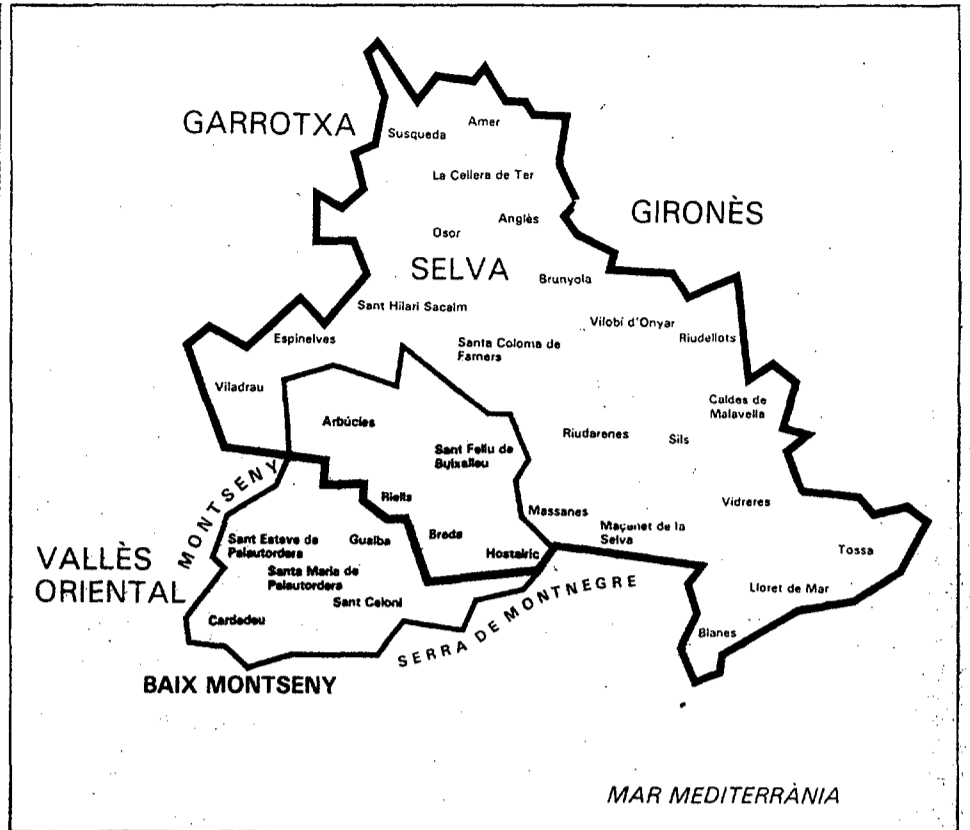 GARROTXA
Susqueda
Amer
La Cellera de Ter
Anglès
GIRONÈS
Osor
SELVA
Brunyola
Sant Hilari Sacalm
Vilobí d'Onyar
Espinelves
Santa Coloma de
Farners
Riudellots
Viladrau
Caldes de
Malavella
Arbúcies
Riudarenes
Sils
Sant Feliu de
Buixalleu
MONTSENY
Riells
Vidreres
Massanes
Maçanet de la
Selva
Sant Esteve de
Palautordera
Gualba
Breda
Hostalric
Tossa
VALLÈS
ORIENTAL
Santa Maria de
Palautordera
Lloret de Mar
Sant Celoni
Cardedeu
SERRA DE MONTNEGRE
Blanes
BAIX MONTSENY
MAR MEDITERRÀNIA